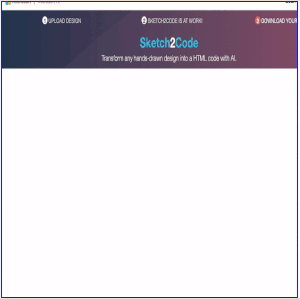 1 UPLOAD DESIGN 2 SKETCH2CODE IS AT WORK! 3 DOWNLOAD YOUR
Sketch2Code
Transform any hands-drawn design into a HTML code with AI.